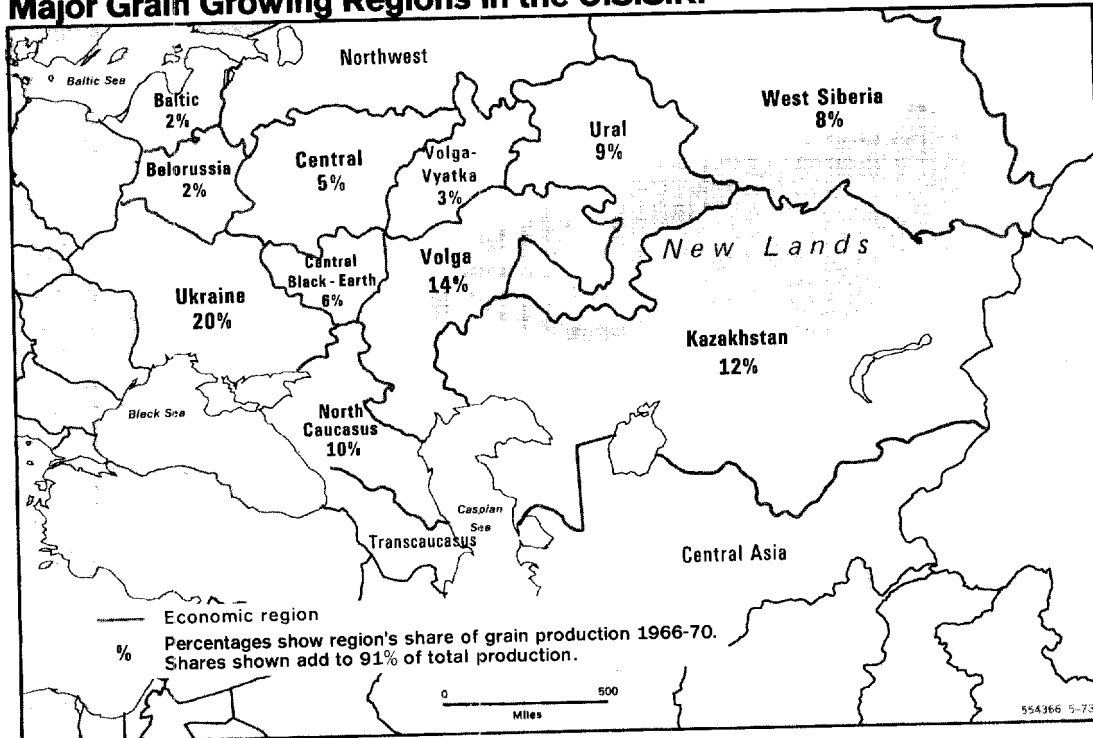 Major Grain Growing Regions in the U.S.S.R.
Baltic Sea
Northwest
Baltic
2%
West Siberia
8%
Ural
9%
Belorussia
2%
Central
5%
Volga-
Vyatka
3%
New Lands
Central
Black-Earth
6%
Volga
14%
Ukraine
20%
Kazakhstan
12%
Black Sea
North
Caucasus
10%
Caspian
Sea
Transcaucasus
Central Asia
Economic region
% Percentages show region's share of grain production 1966-70.
Shares shown add to 91% of total production.
0 500
Miles
554366 5-73